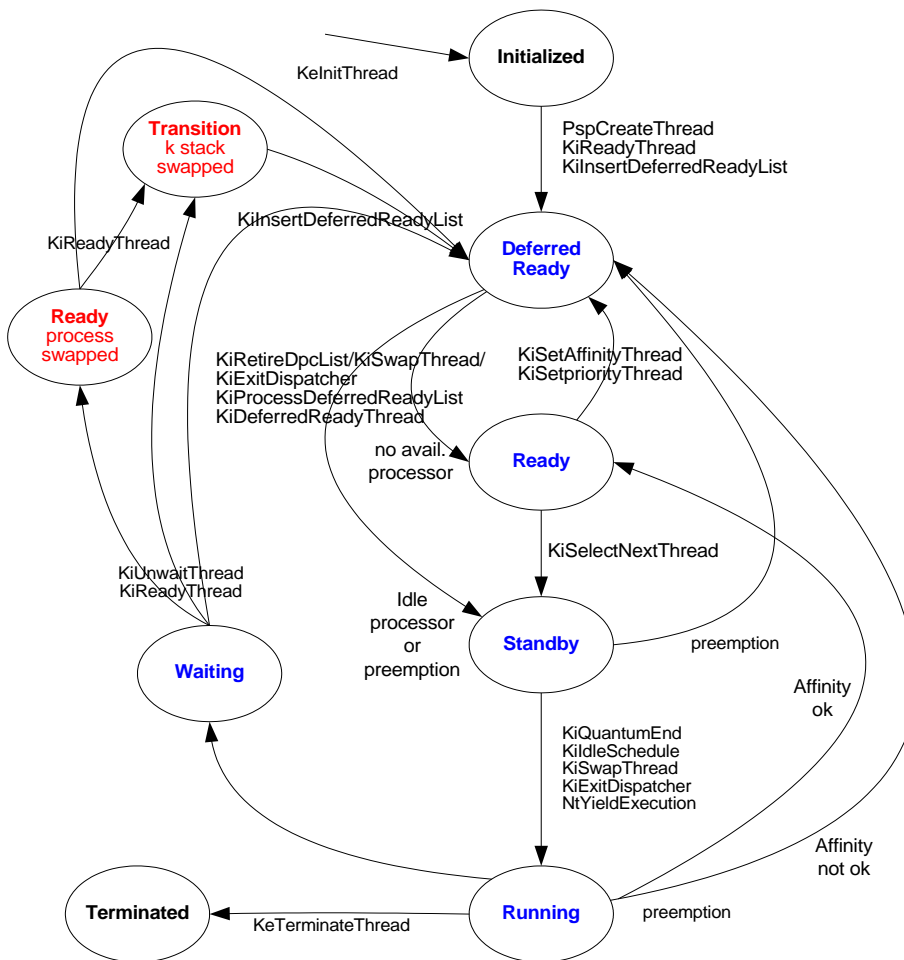 Initialized
KeInitThread
Transition
k stack
swapped
PspCreateThread
KiReadyThread
KiInsertDeferredReadyList
KiInsertDeferredReadyList
KiReadyThread
Deferred
Ready
Ready
process
swapped
KiRetireDpcList/KiSwapThread/
KiExitDispatcher
KiProcessDeferredReadyList
KiDeferredReadyThread
KiSetAffinityThread
KiSetpriorityThread
no avail.
processor
Ready
KiSelectNextThread
KiUnwaitThread
KiReadyThread
Idle
processor
or
preemption
Standby
preemption
Waiting
Affinity
ok
KiQuantumEnd
KiIdleSchedule
KiSwapThread
KiExitDispatcher
NtYieldExecution
Affinity
not ok
Terminated
KeTerminateThread
Running
preemption